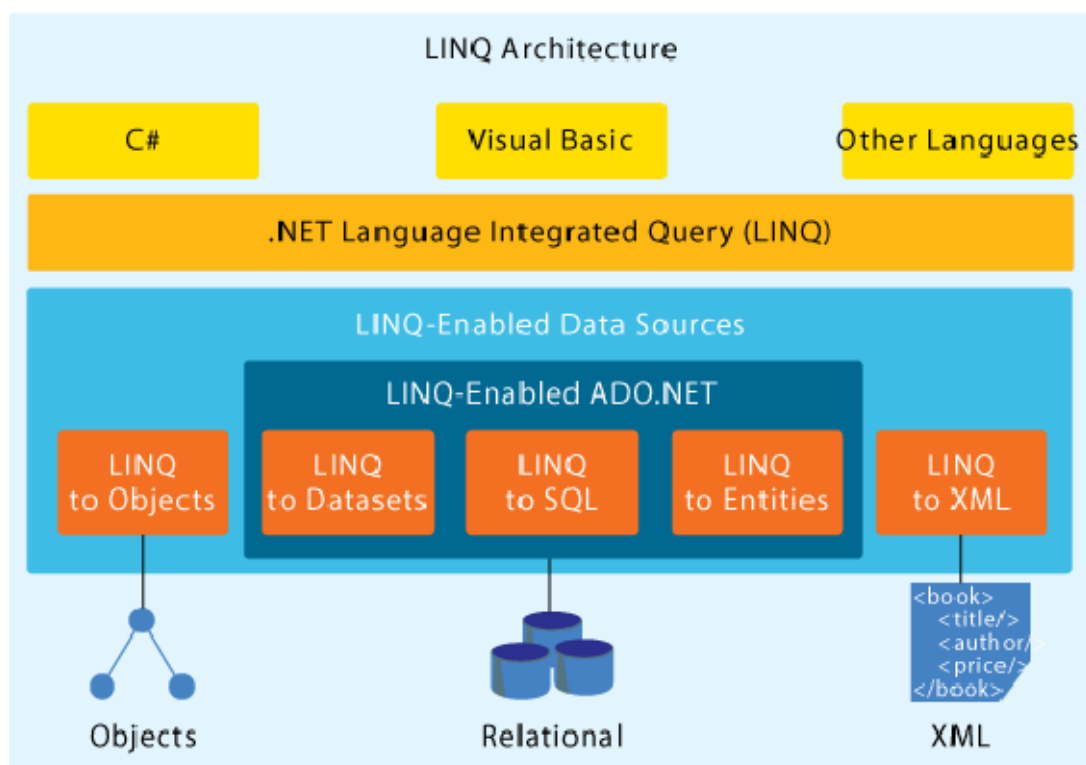 LINQ Architecture
C#
Visual Basic
Other Languages
.NET Language Integrated Query (LINQ)
LINQ-Enabled Data Sources
LINQ-Enabled ADO.NET
LINQ
to Objects
LINQ
to Datasets
LINQ
to SQL
LINQ
to Entities
LINQ
to XML
<book>
<title/>
<author/>
<price/>
</book>
Objects
Relational
XML